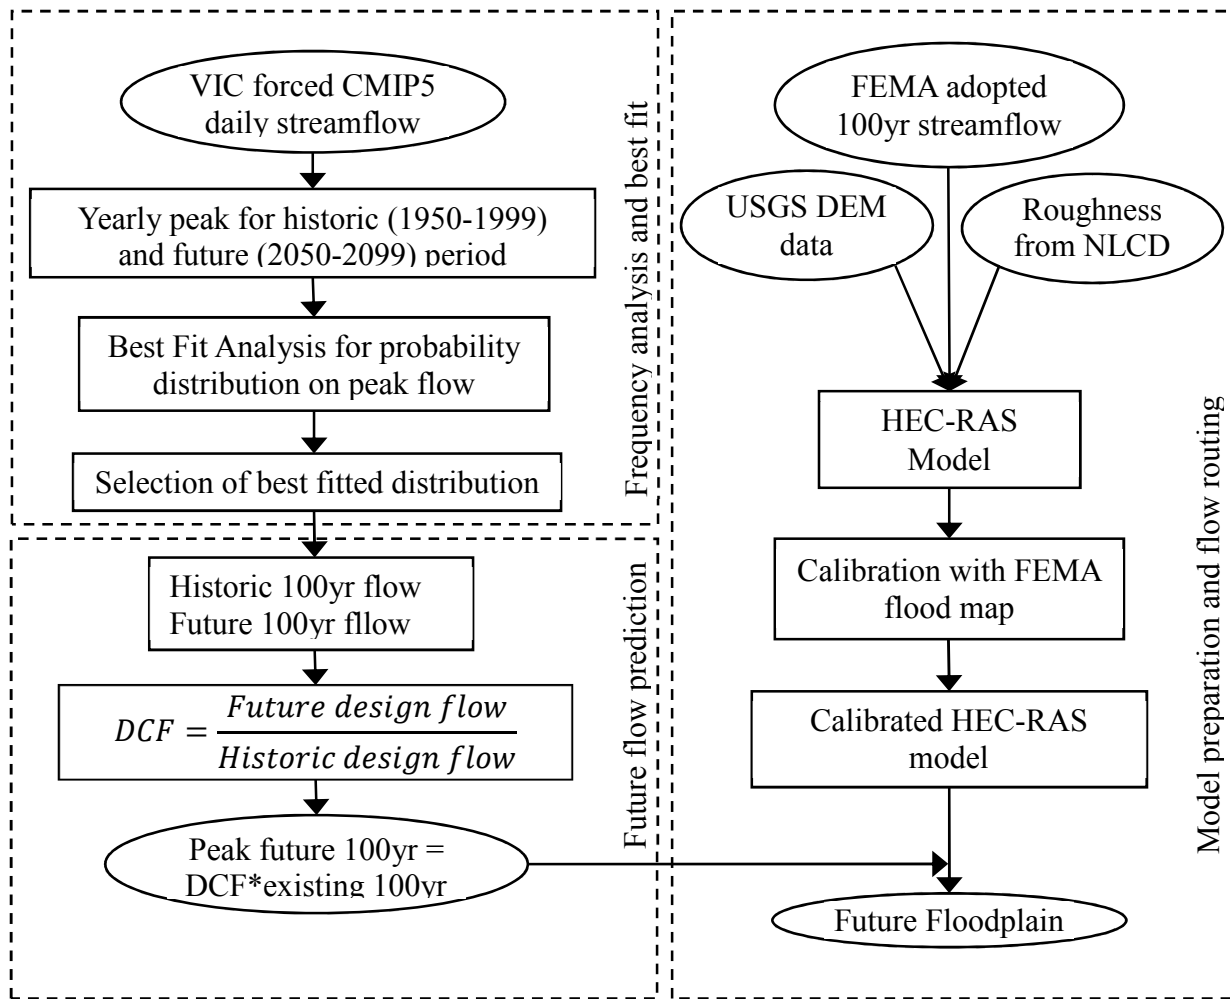 VIC forced CMIP5
daily streamflow
Yearly peak for historic (1950-1999)
and future (2050-2099) period
Best Fit Analysis for probability
distribution on peak flow
Selection of best fitted distribution
Frequency analysis and best fit
Historic 100yr flow
Future 100yr fllow
DCF = Future design flow
Historic design flow
Peak future 100yr =
DCF*existing 100yr
Future flow prediction
FEMA adopted
100yr streamflow
USGS DEM
data
Roughness
from NLCD
HEC-RAS
Model
Calibration with FEMA
flood map
Calibrated HEC-RAS
model
Future Floodplain
Model preparation and flow routing